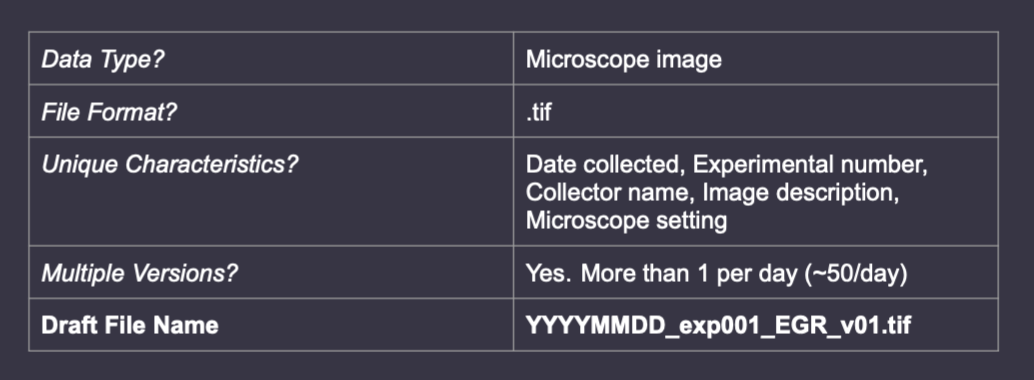 Data Type?
Microscope image
File Format?
.tif
Unique Characteristics?
Date collected, Experimental number,
Collector name, Image description,
Microscope setting
Multiple Versions?
Yes. More than 1 per day (~50/day)
Draft File Name
YYYYMMDD_exp001_EGR_v01.tif